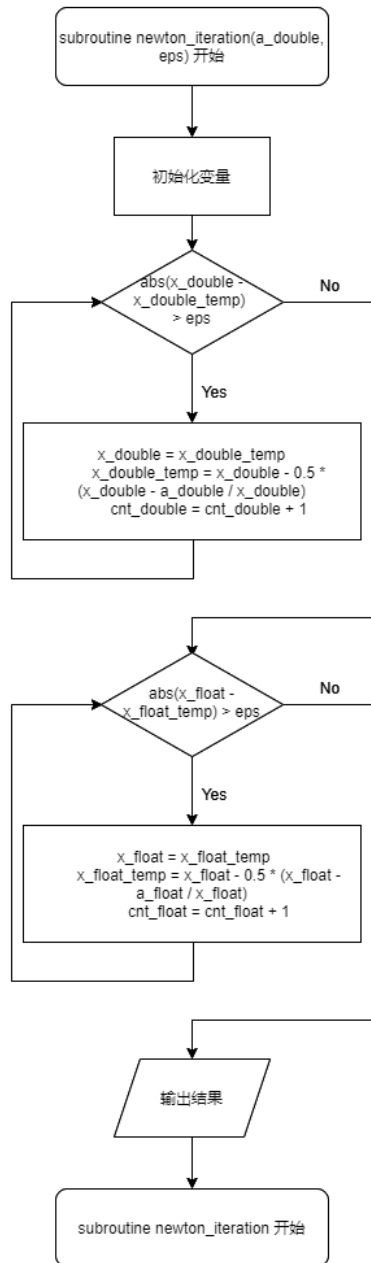 subroutine newton_iteration(a_double,
eps) 开始
初始化变量
abs(x_double -
x_double_temp)
> eps
No
Yes
x_double = x_double_temp
x_double_temp = x_double - 0.5 *
(x_double - a_double / x_double)
cnt_double = cnt_double + 1
abs(x_float -
x_float_temp) > eps
No
Yes
x_float = x_float_temp
x_float_temp = x_float - 0.5 * (x_float -
a_float / x_float)
cnt_float = cnt_float + 1
输出结果
subroutine newton_iteration 开始